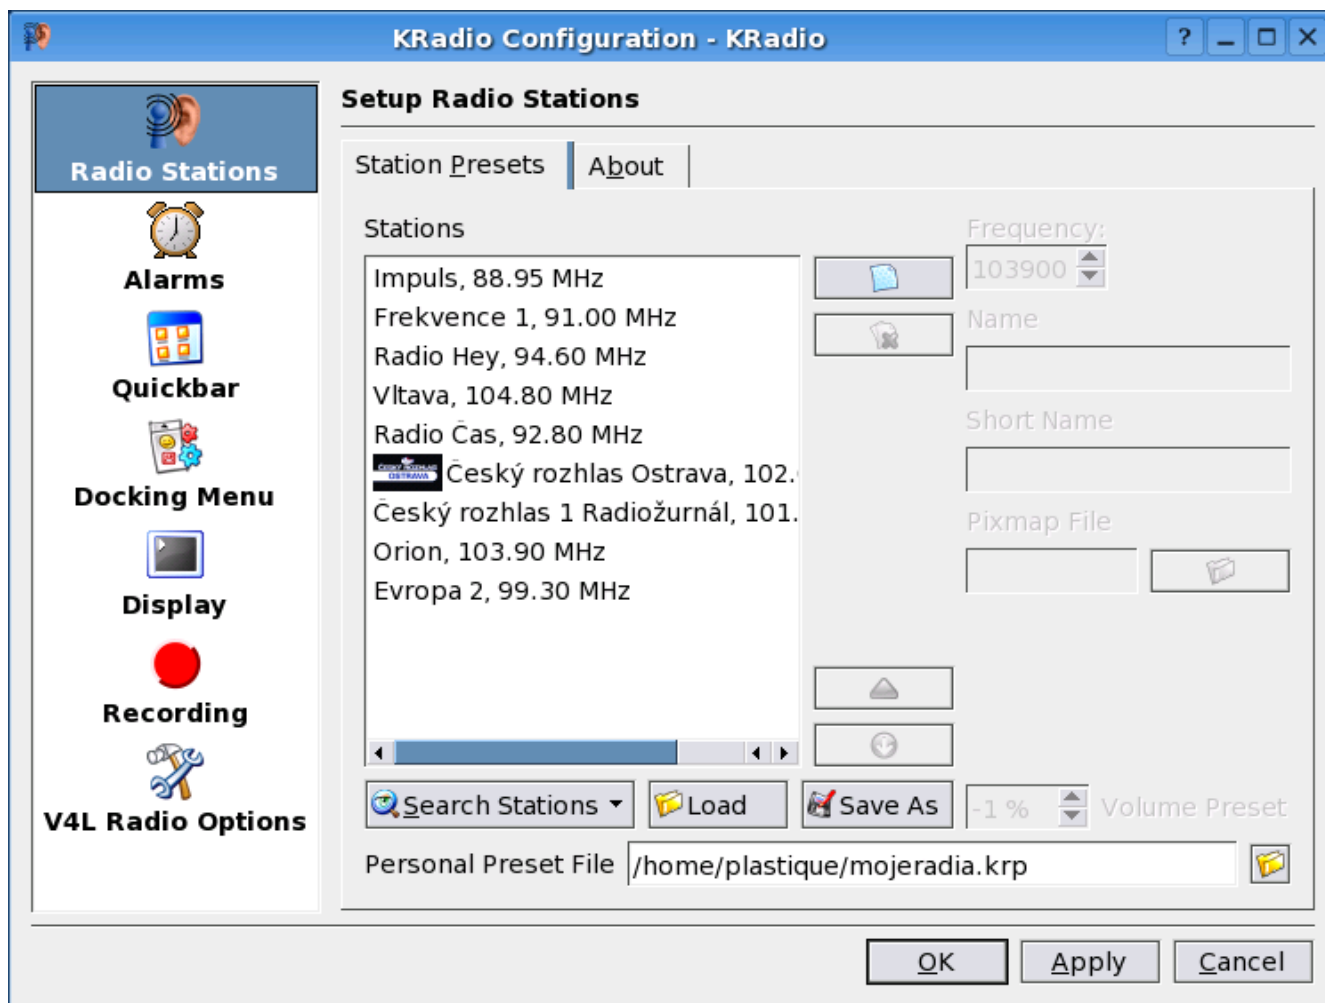 KRadio Configuration - KRadio
Radio Stations
Alarms
Quickbar
Docking Menu
Display
Recording
V4L Radio Options
Setup Radio Stations
Station Presets
About
Stations
Impuls, 88.95 MHz
Frekvence 1, 91.00 MHz
Radio Hey, 94.60 MHz
Vltava, 104.80 MHz
Radio Čas, 92.80 MHz
ČESKÝ ROZHLAS
OSTRAVA
Český rozhlas Ostrava, 102.
Český rozhlas 1 Radiožurnál, 101.
Orion, 103.90 MHz
Evropa 2, 99.30 MHz
Frequency:
103900
Name
Short Name
Pixmap File
Search Stations
Load
Save As
-1 %
Volume Preset
Personal Preset File
/home/plastique/mojeradia.krp
OK
Apply
Cancel